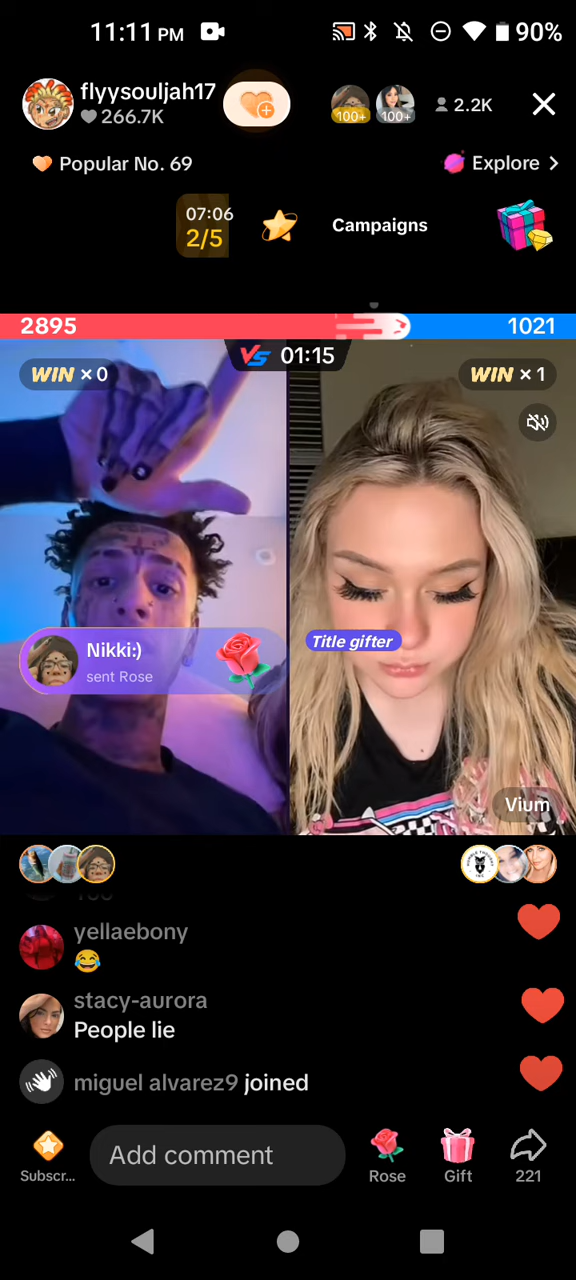 11:11 PM
90%
flyysouljah17
266.7K
100+
100+
2.2K
Popular No. 69
Explore
07:06
2/5
Campaigns
2895
1021
VS 01:15
WIN × 0
WIN × 1
Nikki:)
sent Rose
Title gifter
Vium
yellaebony
😂
stacy-aurora
People lie
miguel alvarez9 joined
Add comment
Subscr...
Rose
Gift
221